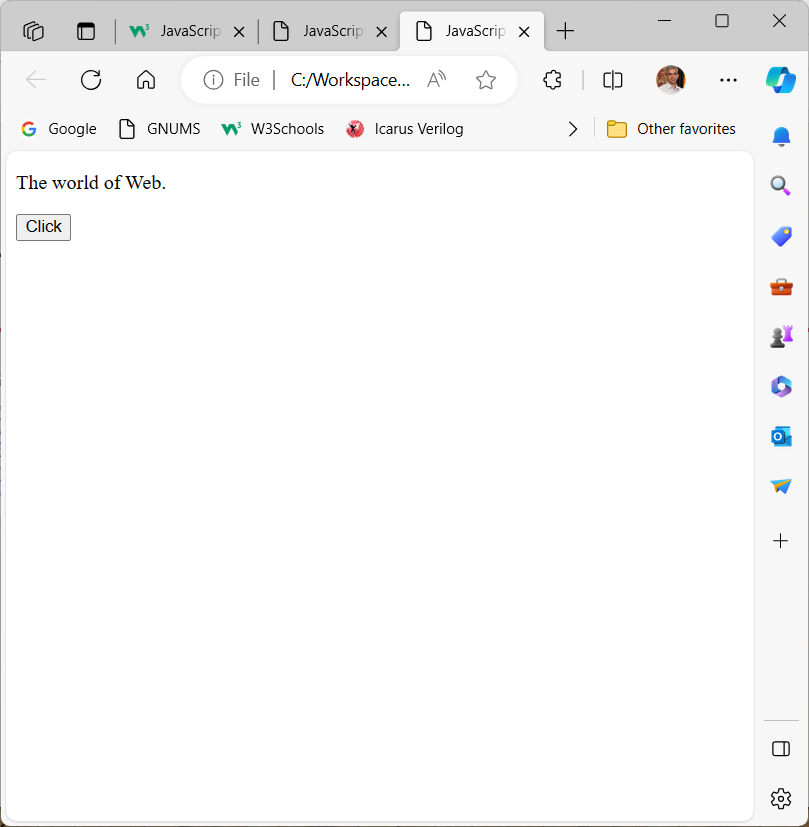 JavaScrip JavaScrip JavaScrip
File C:/Workspace...
Google GNUMS W3Schools Icarus Verilog Other favorites
The world of Web.
Click